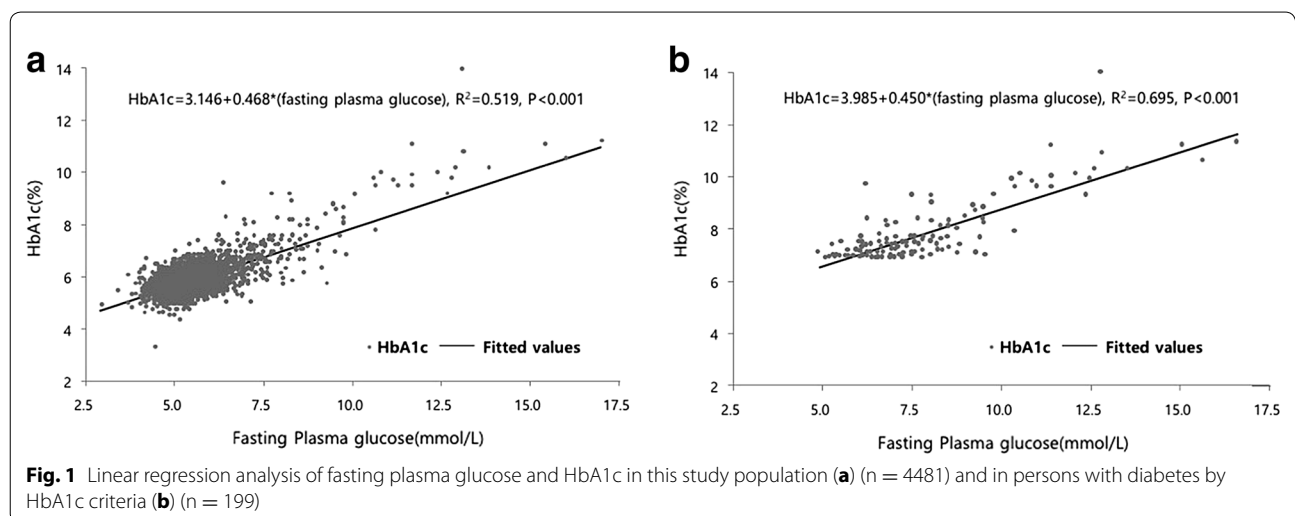 a
14
12
10
8
6
4
2
HbA1c(%)
HbA1c=3.146+0.468*(fasting plasma glucose), R²=0.519, P<0.001
• HbA1c — Fitted values
2.5 5.0 7.5 10.0 12.5 15.0 17.5
Fasting Plasma glucose(mmol/L)
b
14
12
10
8
6
4
2
HbA1c(%)
HbA1c=3.985+0.450*(fasting plasma glucose), R²=0.695, P<0.001
• HbA1c — Fitted values
2.5 5.0 7.5 10.0 12.5 15.0 17.5
Fasting Plasma glucose(mmol/L)
Fig. 1 Linear regression analysis of fasting plasma glucose and HbA1c in this study population (a) (n = 4481) and in persons with diabetes by
HbA1c criteria (b) (n = 199)